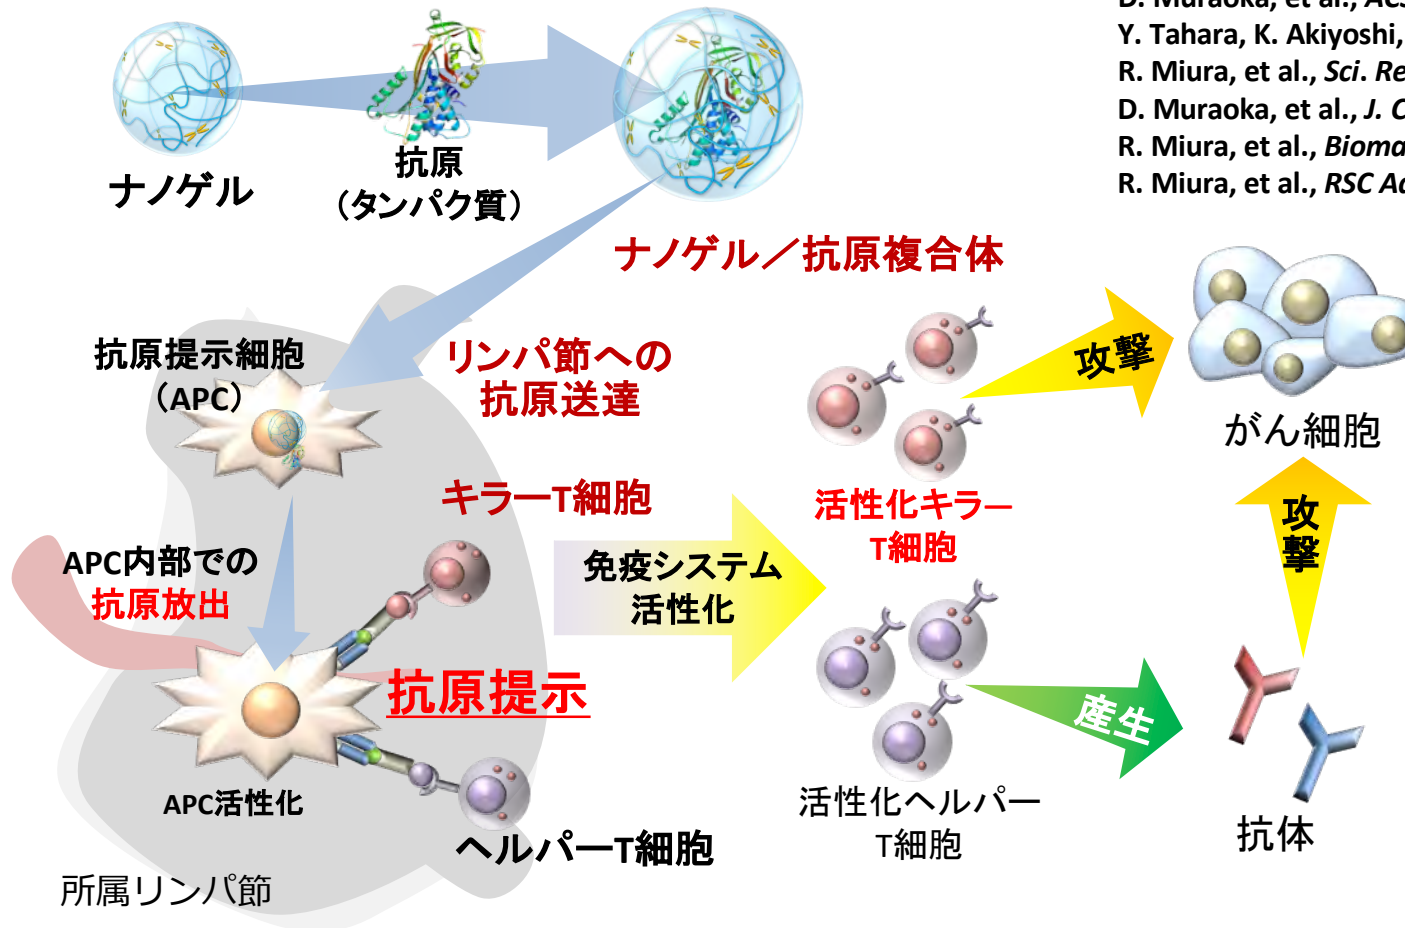 D. Muraoka, et al., ACS
Y. Tahara, K. Akiyoshi,
R. Miura, et al., Sci. Re
D. Muraoka, et al., J. C
R. Miura, et al., Bioma
R. Miura, et al., RSC Ad
ナノゲル
抗原
（タンパク質）
ナノゲル／抗原複合体
抗原提示細胞
（APC）
リンパ節への
抗原送達
キラーT細胞
APC内部での
抗原放出
抗原提示
APC活性化
ヘルパーT細胞
所属リンパ節
免疫システム
活性化
活性化キラー
T細胞
攻撃
がん細胞
攻
撃
活性化ヘルパー
T細胞
産生
抗体